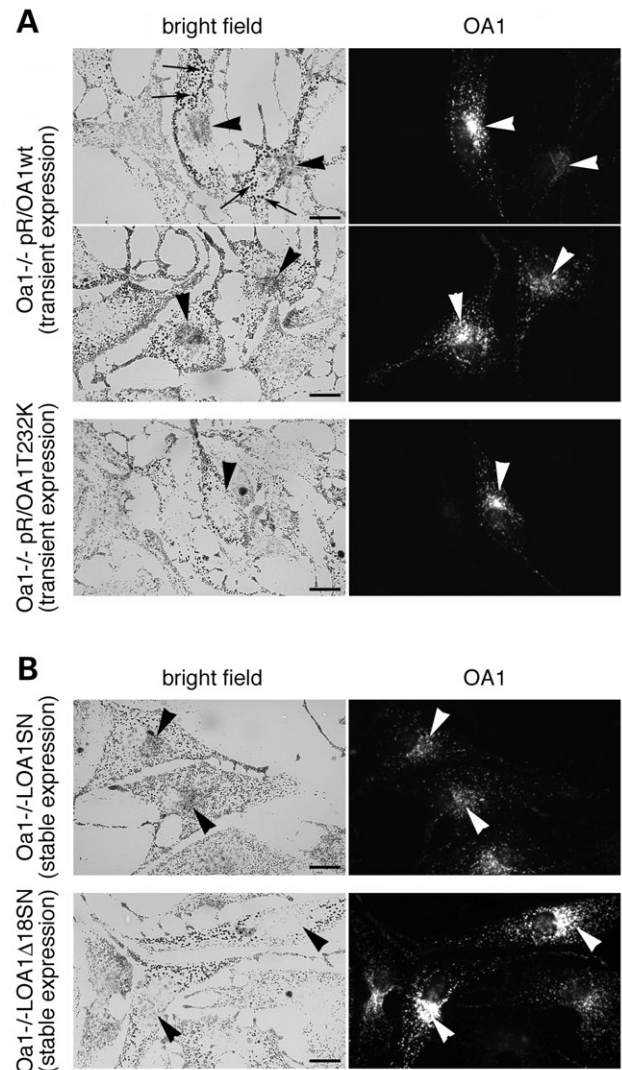 A
bright field
OA1
Oa1-/- pR/OA1wt
(transient expression)
Oa1-/- pR/OA1T232K
(transient expression)
B
bright field
OA1
Oa1-/-LOA1SN
(stable expression)
Oa1-/-LOA1Δ18SN
(stable expression)